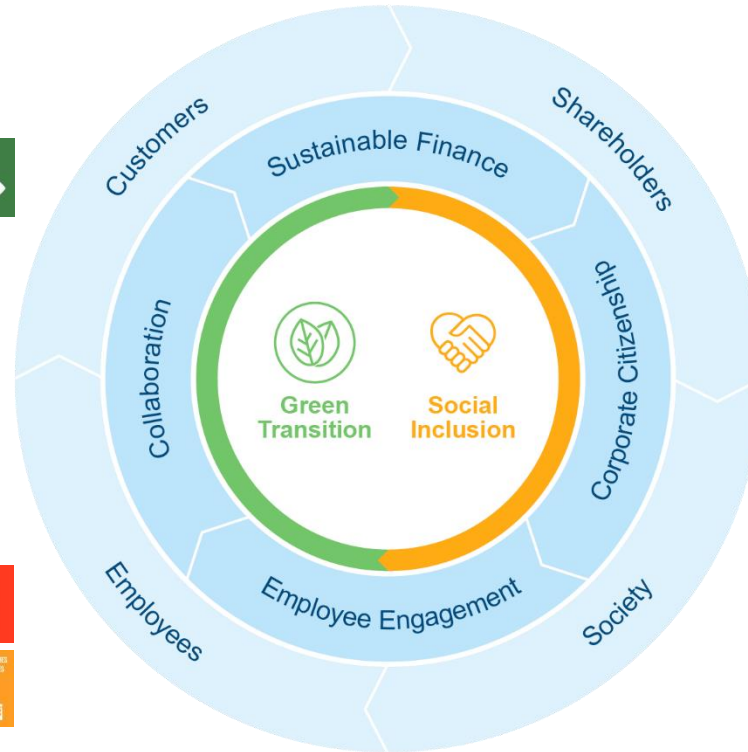 Customers
Shareholders
Sustainable Finance
Collaboration
Corporate Citizenship
Green
Transition
Social
Inclusion
Employee Engagement
Employees
Society